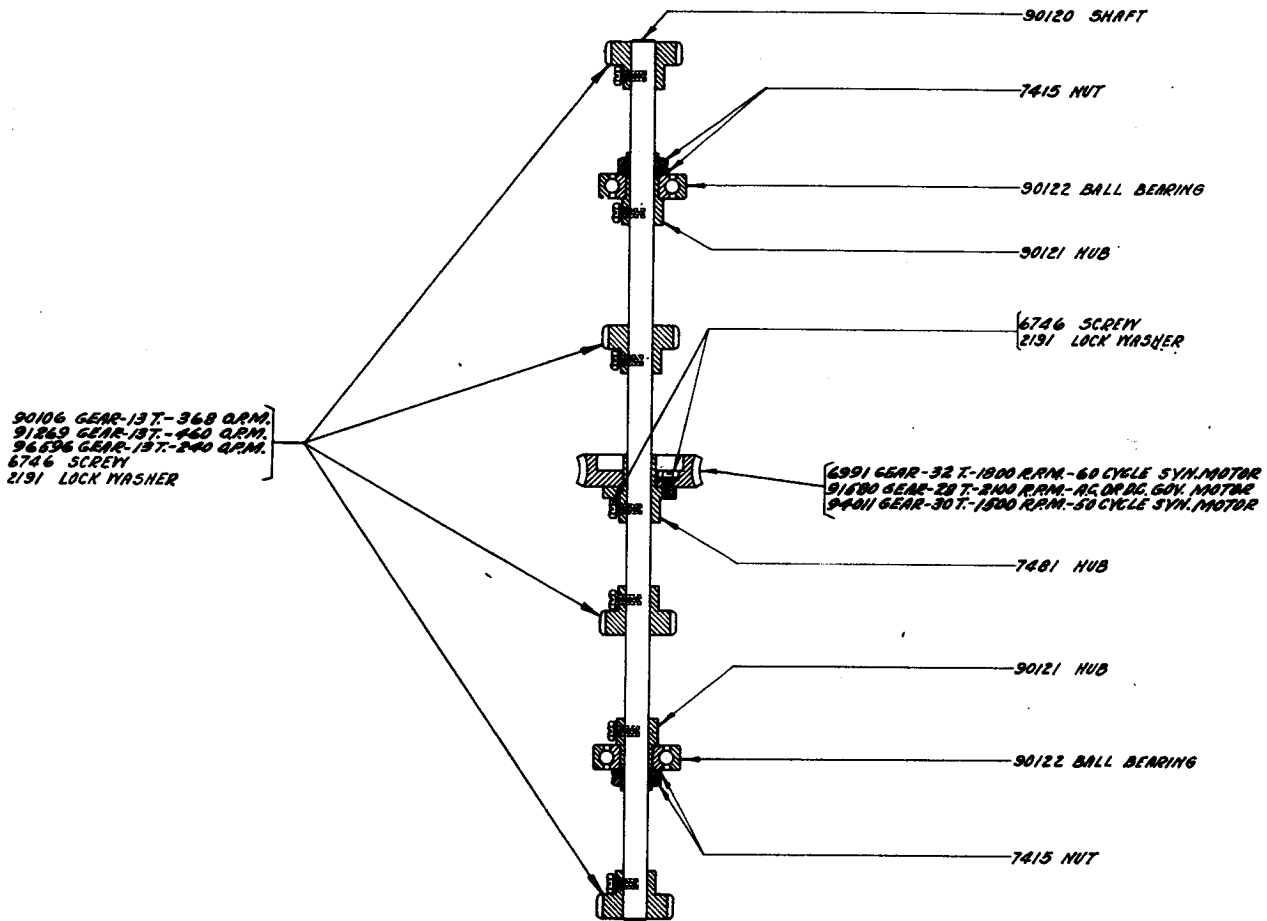 90120 SHAFT
7415 NUT
90122 BALL BEARING
90121 HUB
6746 SCREW
2191 LOCK WASHER
90106 GEAR-13 T.-368 O.P.M.
91269 GEAR-13T.-460 O.P.M.
96596 GEAR-13T.-240 O.P.M.
6746 SCREW
2191 LOCK WASHER
6991 GEAR-32 T.-1800 R.P.M.-60 CYCLE SYN. MOTOR
91680 GEAR-28 T.-2100 R.P.M.-AC. OR DC. GOV. MOTOR
94011 GEAR-30 T.-1500 R.P.M.-50 CYCLE SYN. MOTOR
7481 HUB
90121 HUB
90122 BALL BEARING
7415 NUT